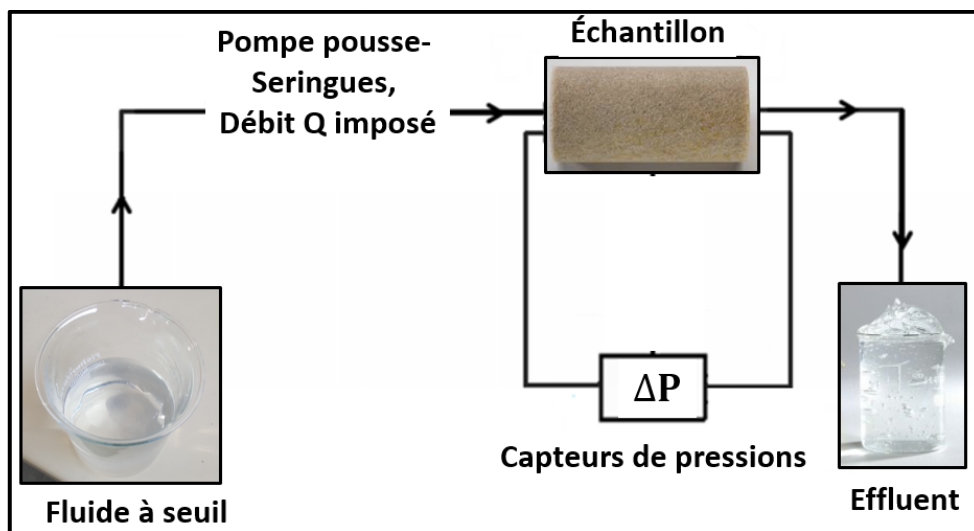 Pompe pousse-
Seringues,
Débit Q imposé
Échantillon
ΔP
Capteurs de pressions
Fluide à seuil
Effluent